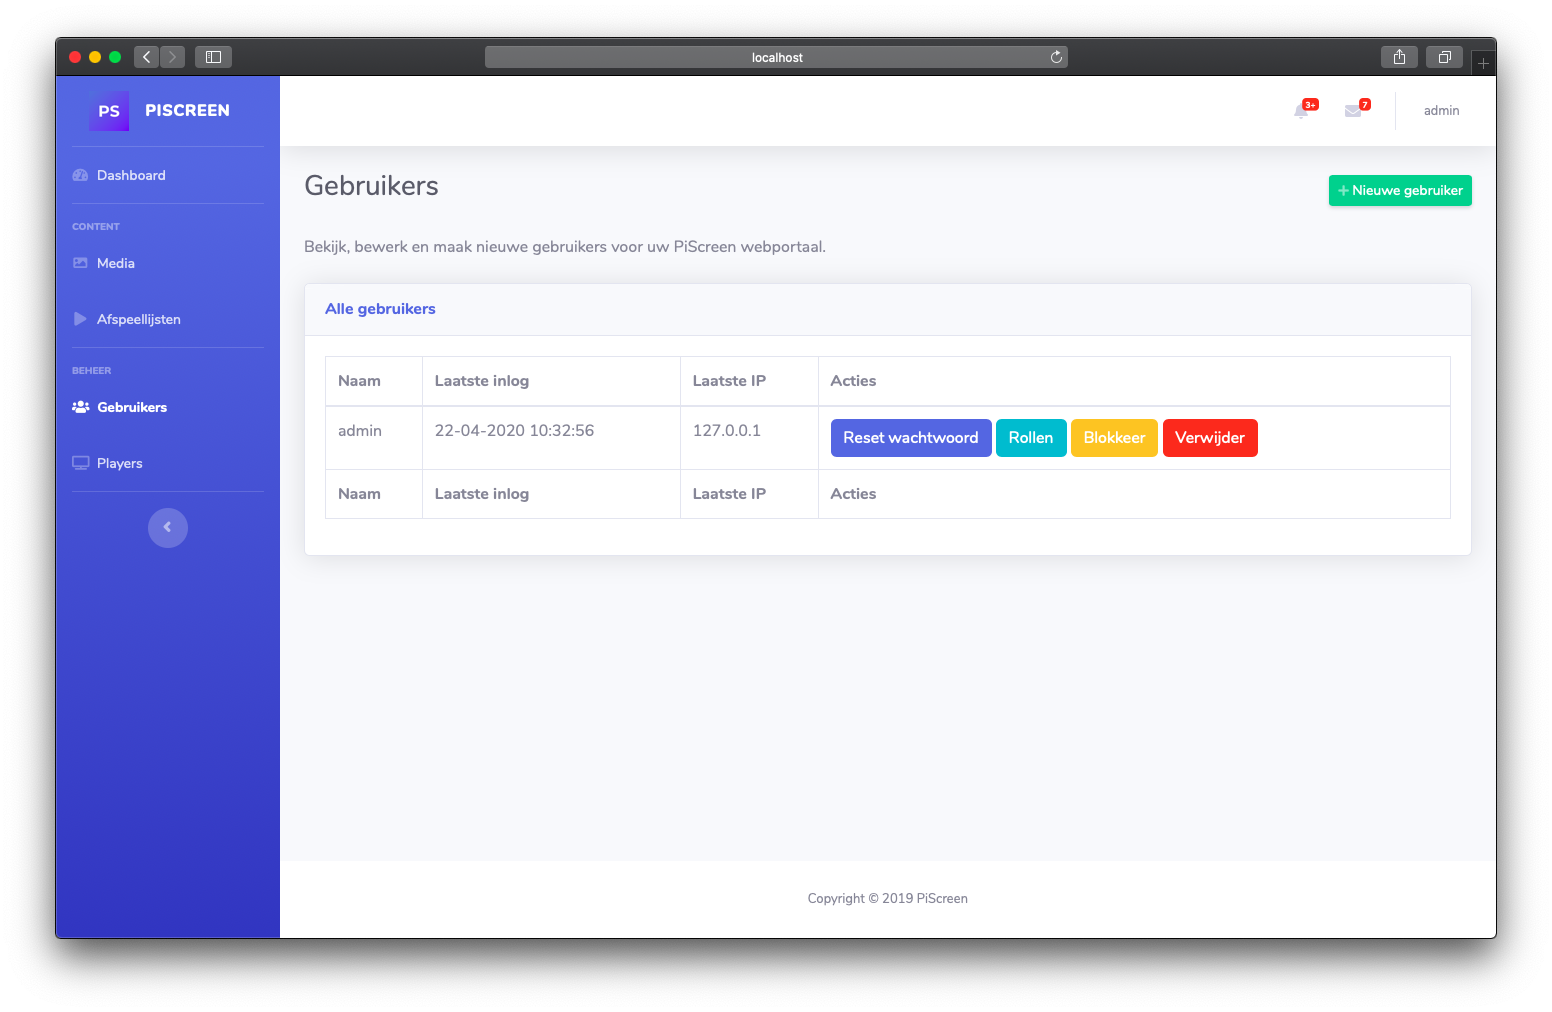 localhost
PS PISCREEN
3+ 7 admin
Dashboard
CONTENT
Media
Afspeellijsten
BEHEER
Gebruikers
Players
Gebruikers
Nieuwe gebruiker
Bekijk, bewerk en maak nieuwe gebruikers voor uw PiScreen webportaal.
Alle gebruikers
Naam Laatste inlog Laatste IP Acties
admin 22-04-2020 10:32:56 127.0.0.1 Reset wachtwoord Rollen Blokkeer Verwijder
Naam Laatste inlog Laatste IP Acties
Copyright © 2019 PiScreen